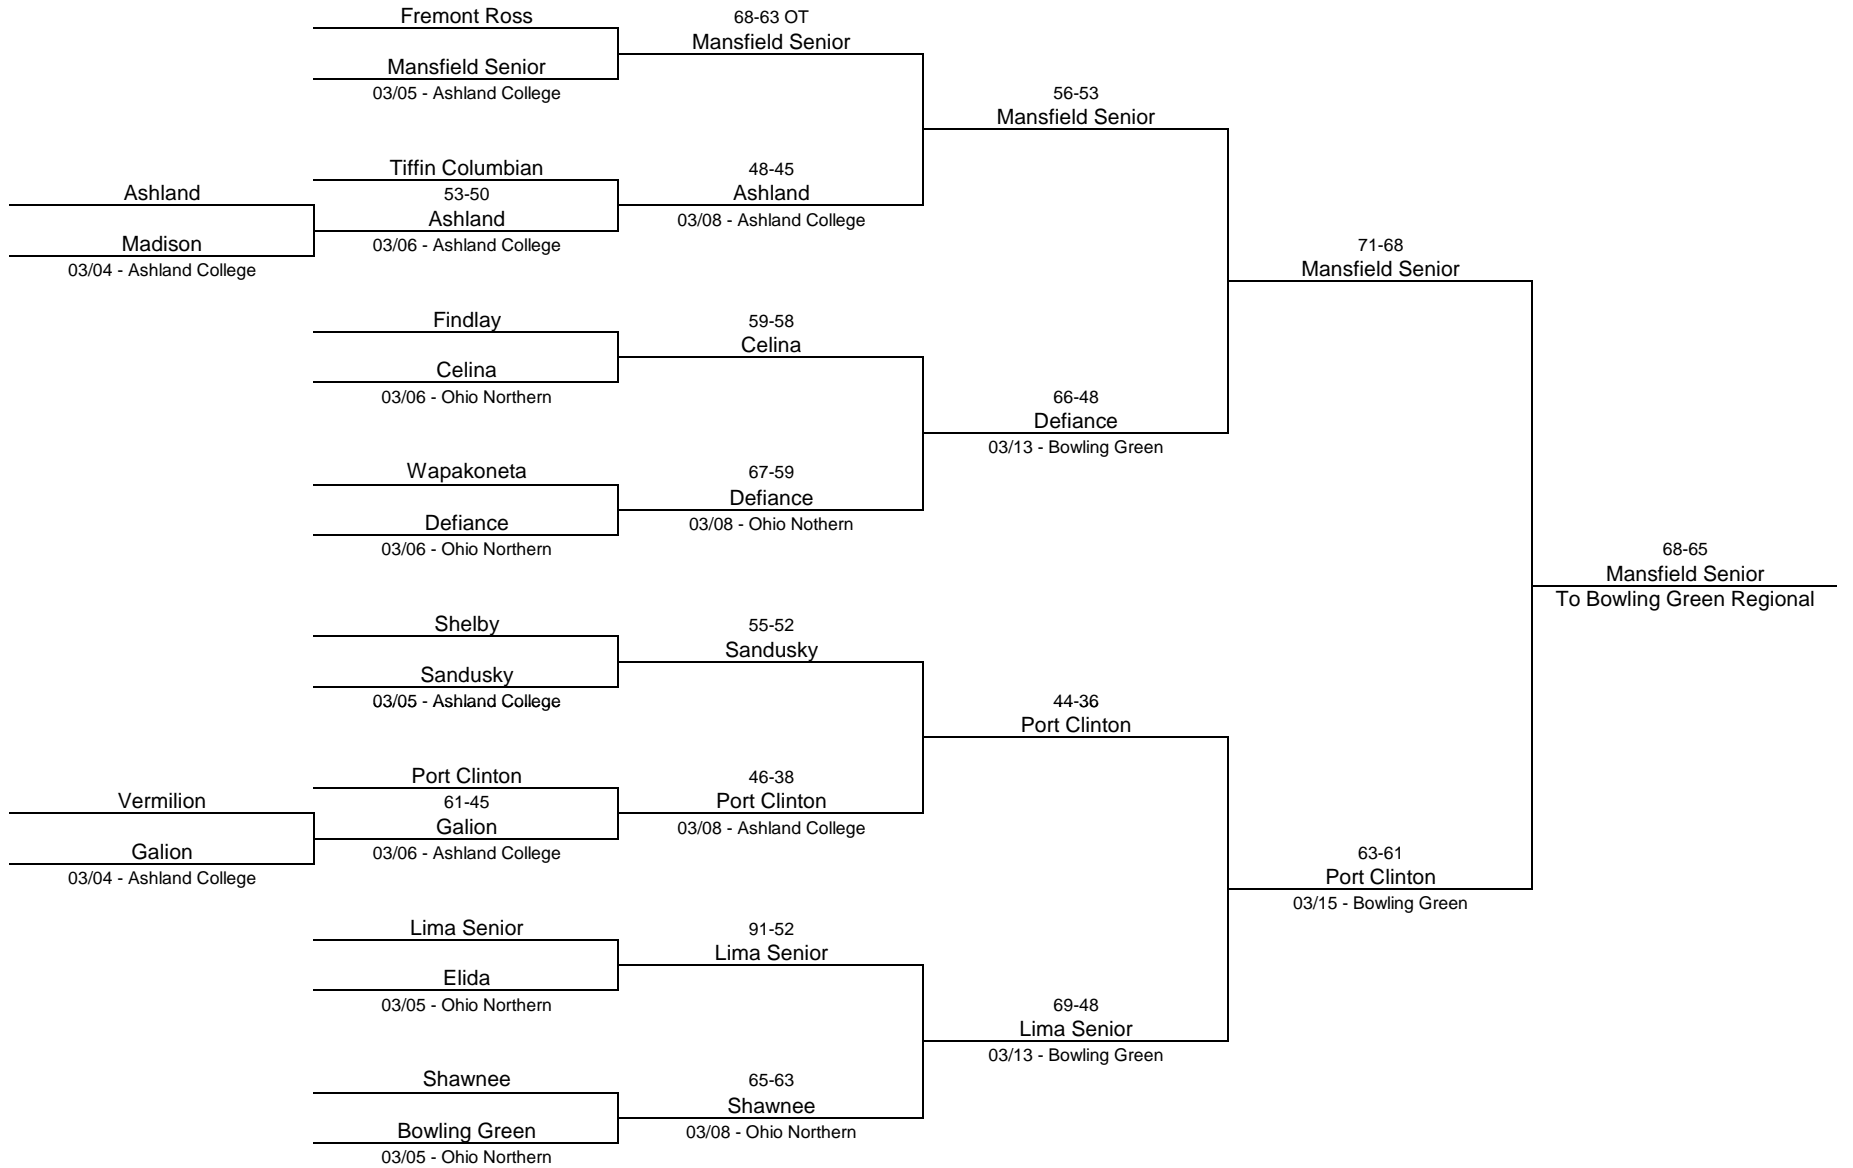 Fremont Ross
Mansfield Senior
03/05 - Ashland College
68-63 OT
Mansfield Senior
Ashland
Madison
03/04 - Ashland College
Tiffin Columbian
53-50
Ashland
03/06 - Ashland College
48-45
Ashland
03/08 - Ashland College
56-53
Mansfield Senior
Findlay
Celina
03/06 - Ohio Northern
59-58
Celina
Wapakoneta
Defiance
03/06 - Ohio Northern
67-59
Defiance
03/08 - Ohio Nothern
66-48
Defiance
03/13 - Bowling Green
71-68
Mansfield Senior
Shelby
Sandusky
03/05 - Ashland College
55-52
Sandusky
Vermilion
Galion
03/04 - Ashland College
Port Clinton
61-45
Galion
03/06 - Ashland College
46-38
Port Clinton
03/08 - Ashland College
44-36
Port Clinton
Lima Senior
Elida
03/05 - Ohio Northern
91-52
Lima Senior
Shawnee
Bowling Green
03/05 - Ohio Northern
65-63
Shawnee
03/08 - Ohio Northern
69-48
Lima Senior
03/13 - Bowling Green
63-61
Port Clinton
03/15 - Bowling Green
68-65
Mansfield Senior
To Bowling Green Regional